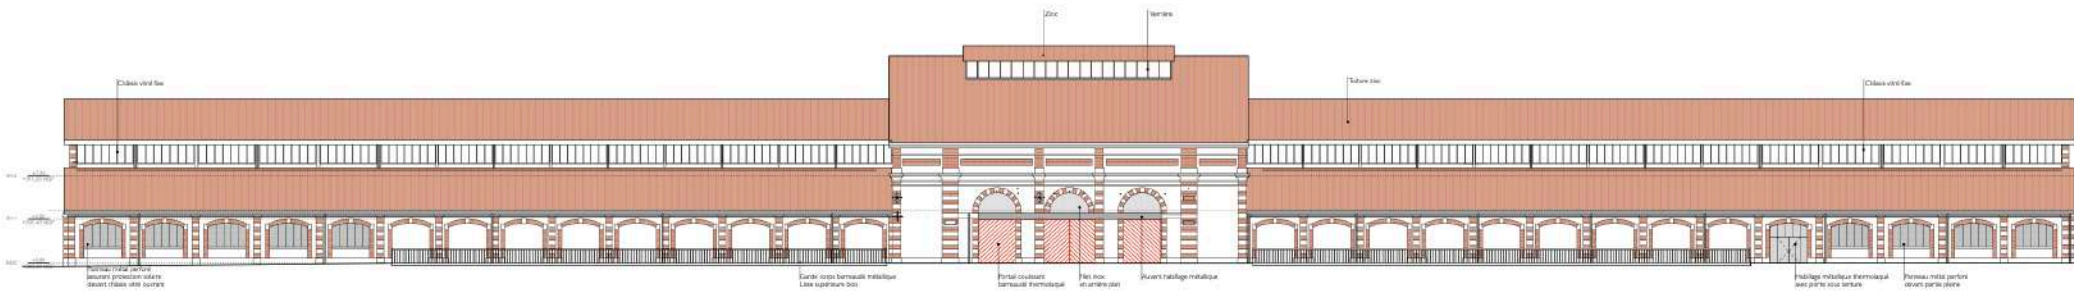 Zinc
Verrière
Châssis vitré fixe
Toiture zinc
Châssis vitré fixe
Panneau métal perforé
assurant protection solaire
devant châssis vitré ouvrant
Garde corps barreaudé métallique
Lisse supérieure bois
Portail coulissant
barreaudé thermolaqué
Filet inox
en arrière plan
Auvent habillage métallique
Habillage métallique thermolaqué
avec porte sous tenture
Panneau métal perforé
devant partie pleine